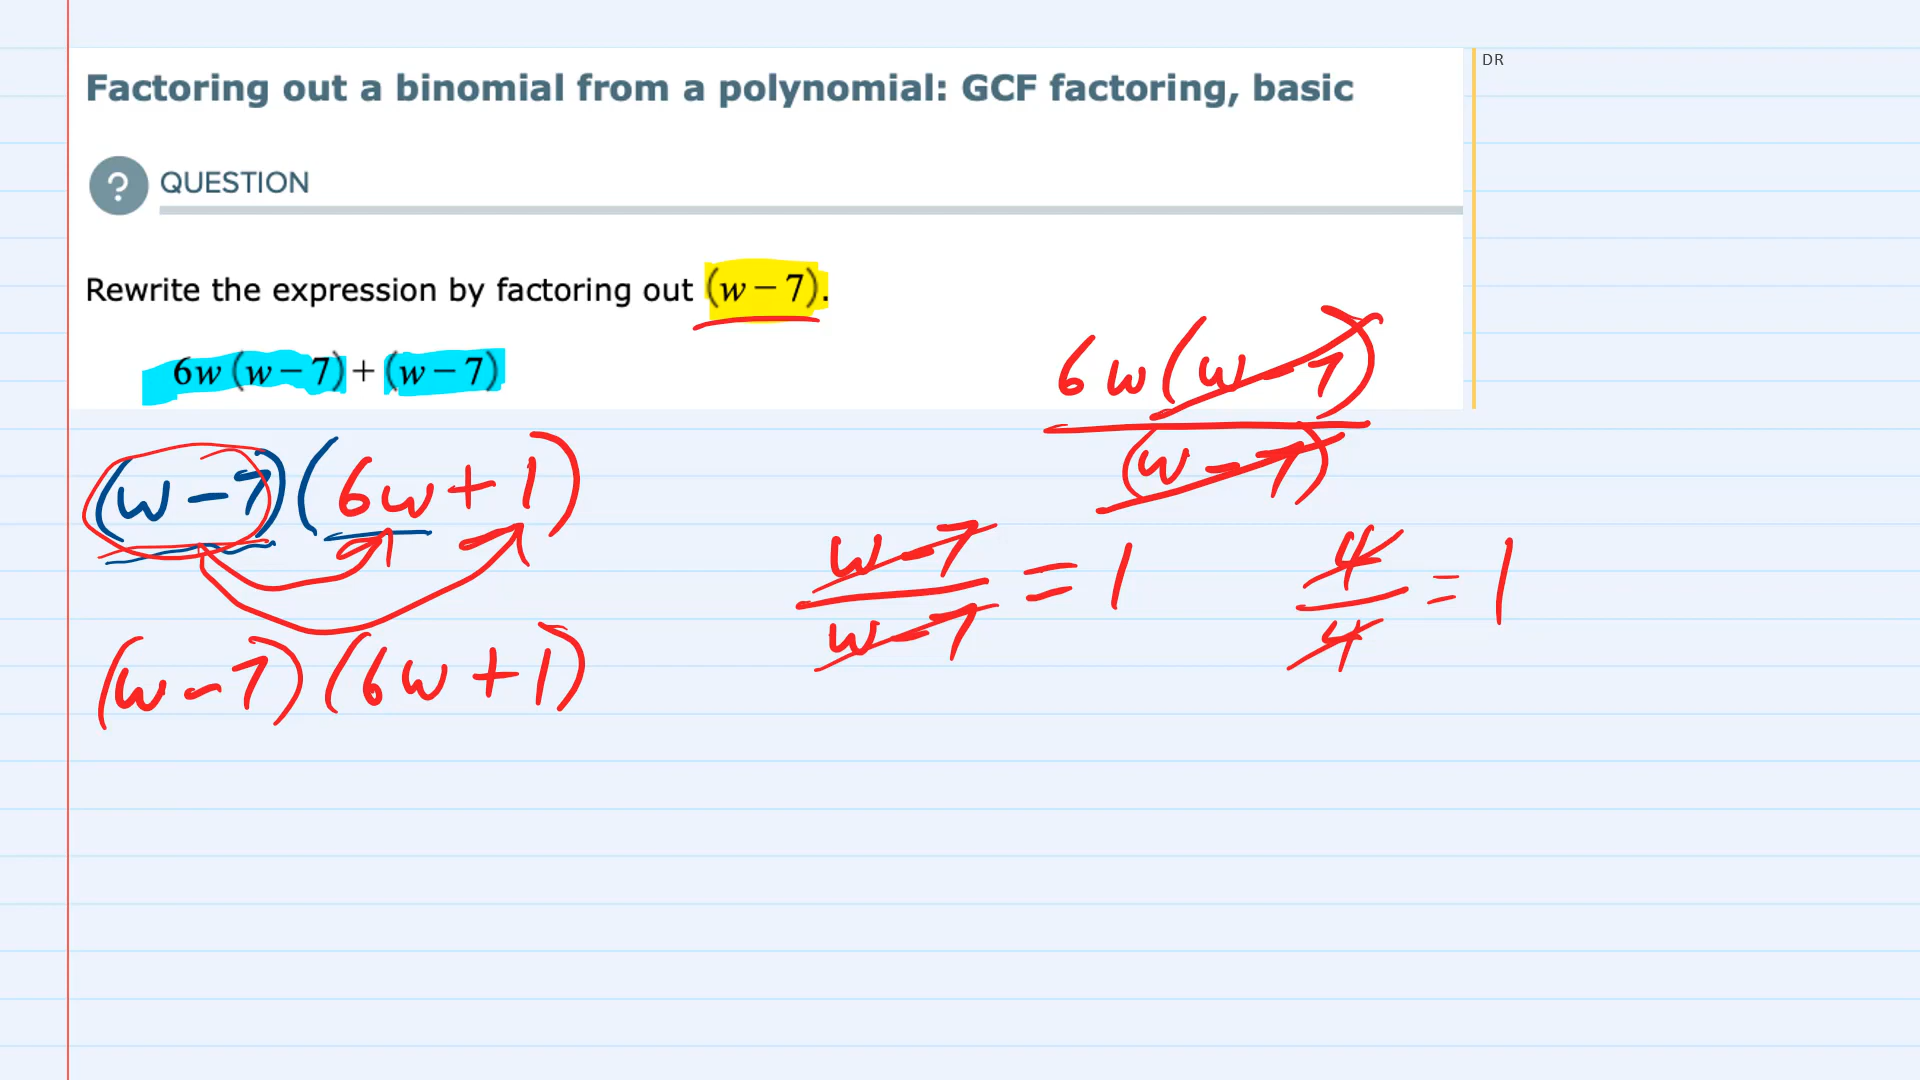 Factoring out a binomial from a polynomial: GCF factoring, basic
DR
? QUESTION
Rewrite the expression by factoring out (w − 7).
6w (w − 7) + (w − 7)
6w(w−7)
(w−7)
(w−7)(6w+1)
w−7
w−7
=1
4
4
=1
(w−7)(6w+1)